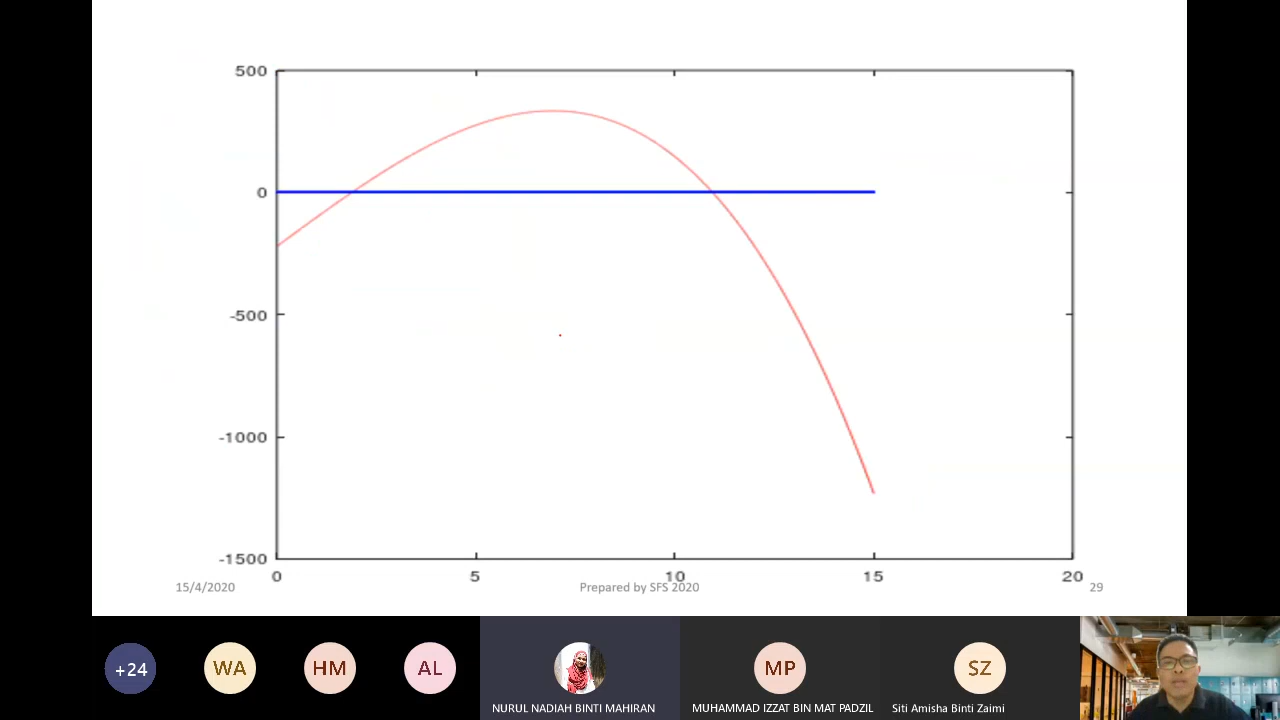 500
0
-500
-1000
-1500
0 5 10 15 20
15/4/2020 Prepared by SFS 2020 29
+24 WA HM AL MP SZ
NURUL NADIAH BINTI MAHIRAN MUHAMMAD IZZAT BIN MAT PADZIL Siti Amisha Binti Zaimi